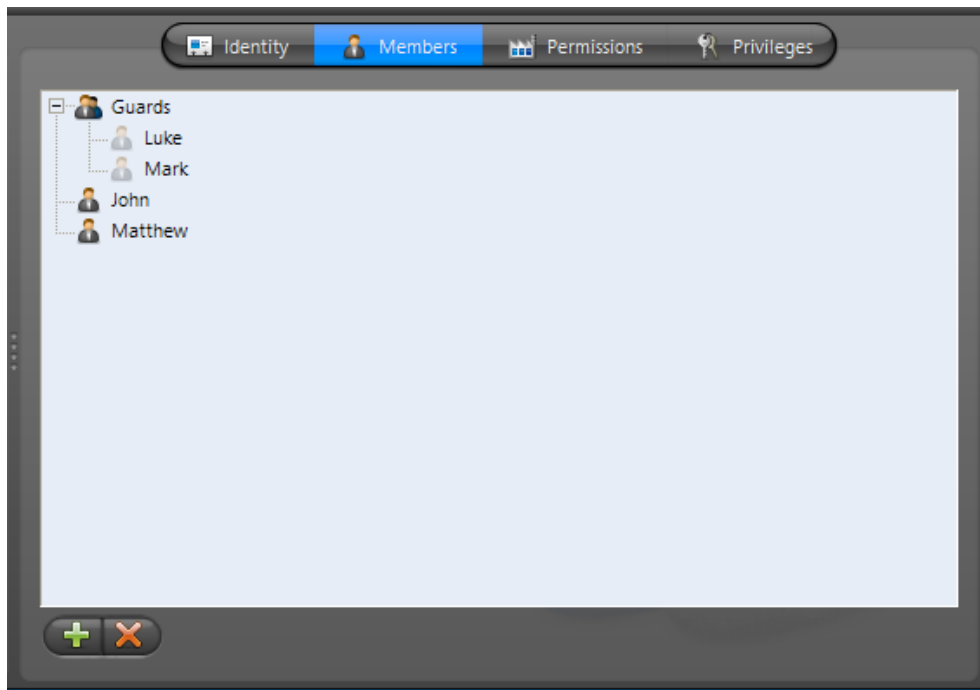 Identity Members Permissions Privileges
Guards
Luke
Mark
John
Matthew